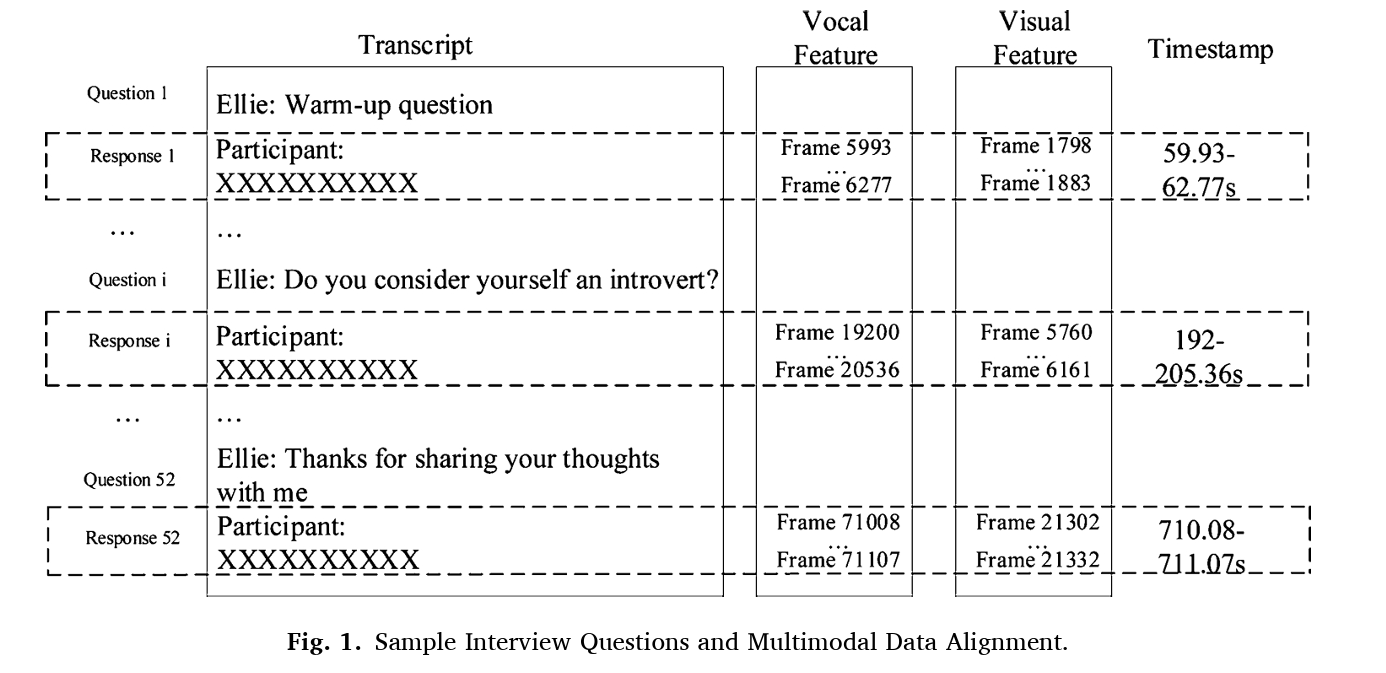 Transcript
Vocal
Feature
Visual
Feature
Timestamp
Question 1
Ellie: Warm-up question
Response 1
Participant:
XXXXXXXXXX
Frame 5993
...
Frame 6277
Frame 1798
...
Frame 1883
59.93-
62.77s
...
...
Question i
Ellie: Do you consider yourself an introvert?
Response i
Participant:
XXXXXXXXXX
Frame 19200
...
Frame 20536
Frame 5760
...
Frame 6161
192-
205.36s
...
...
Question 52
Ellie: Thanks for sharing your thoughts
with me
Response 52
Participant:
XXXXXXXXXX
Frame 71008
...
Frame 71107
Frame 21302
...
Frame 21332
710.08-
711.07s
Fig. 1. Sample Interview Questions and Multimodal Data Alignment.